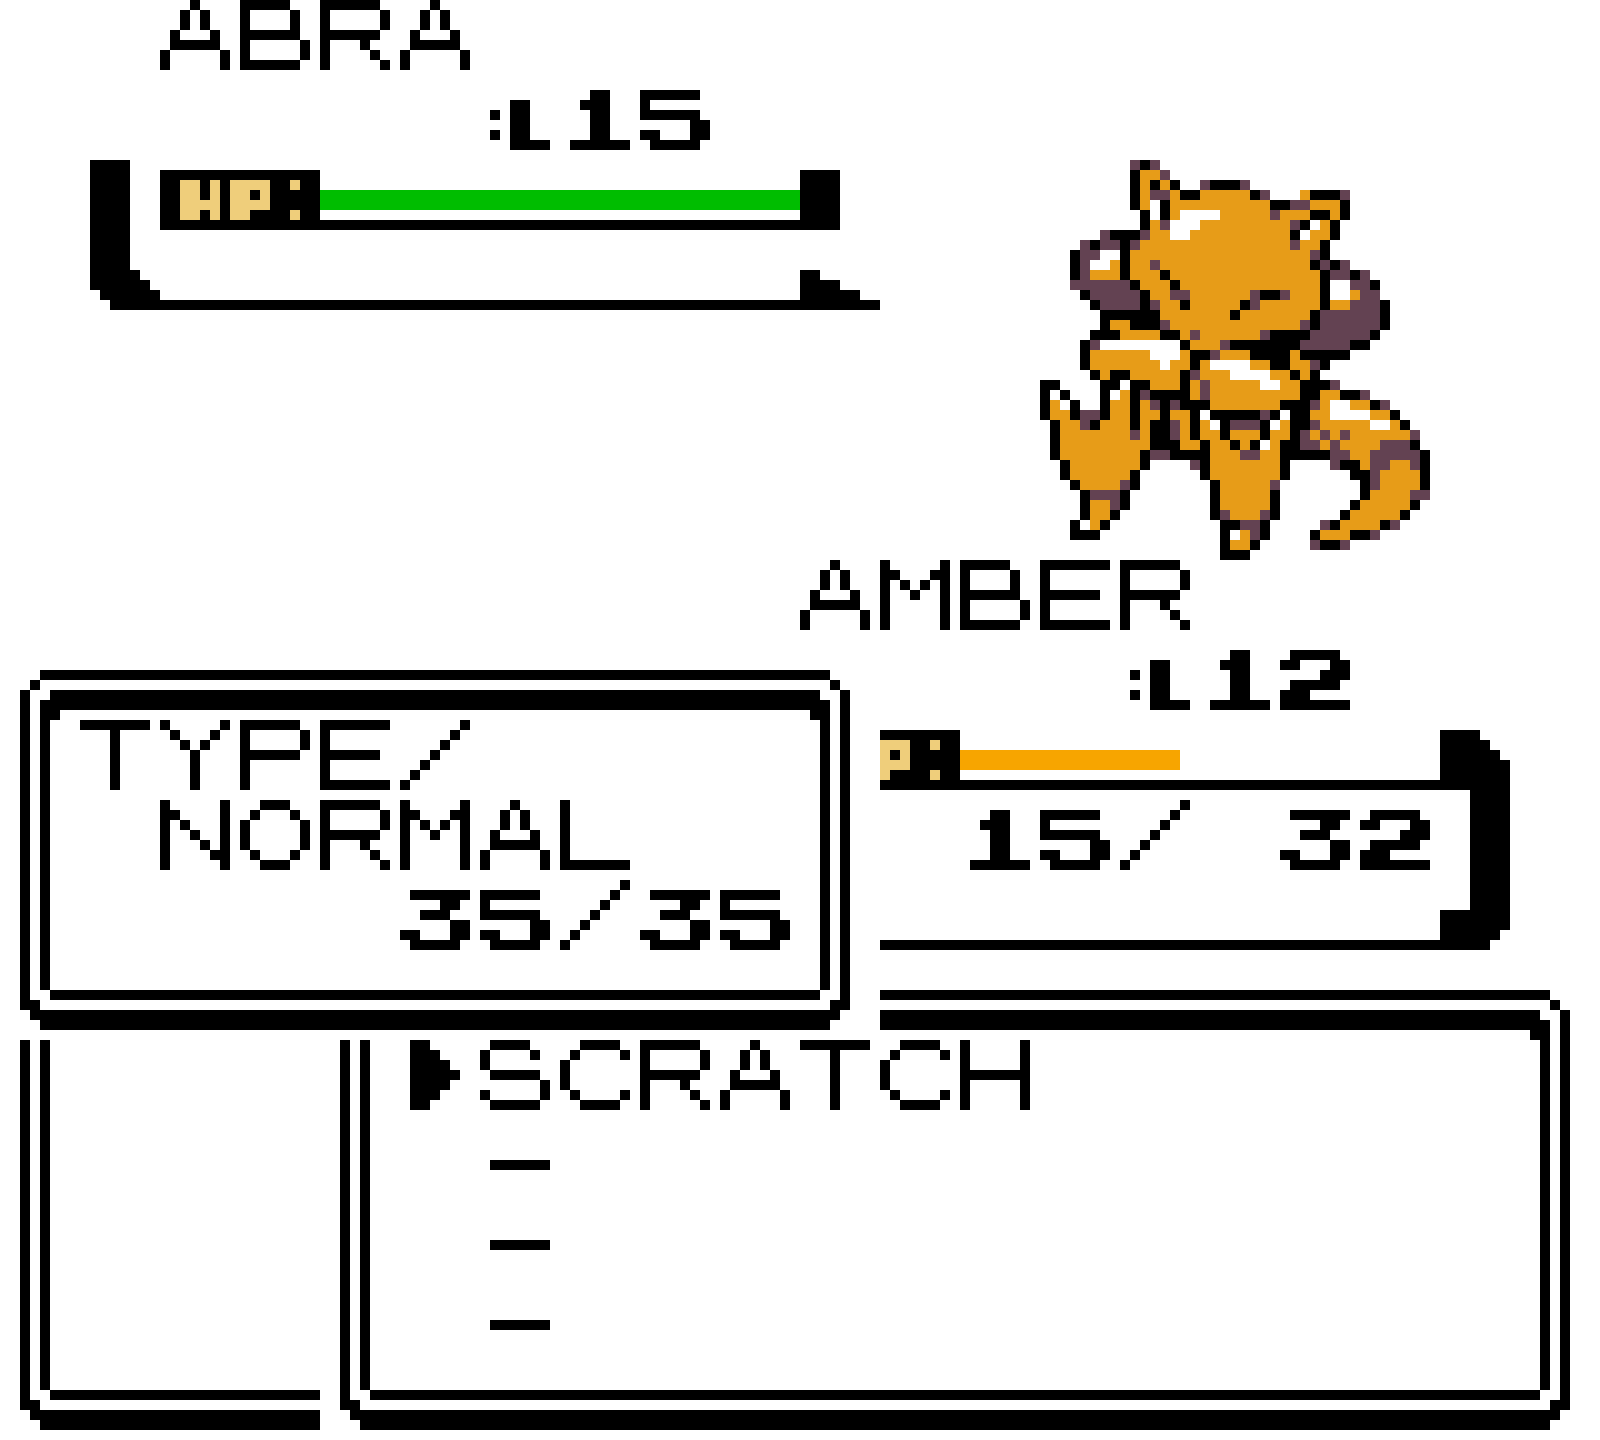 ABRA
:L15
HP:
AMBER
:L12
P:
15/ 32
TYPE/
NORMAL
35/35
▶SCRATCH
—
—
—